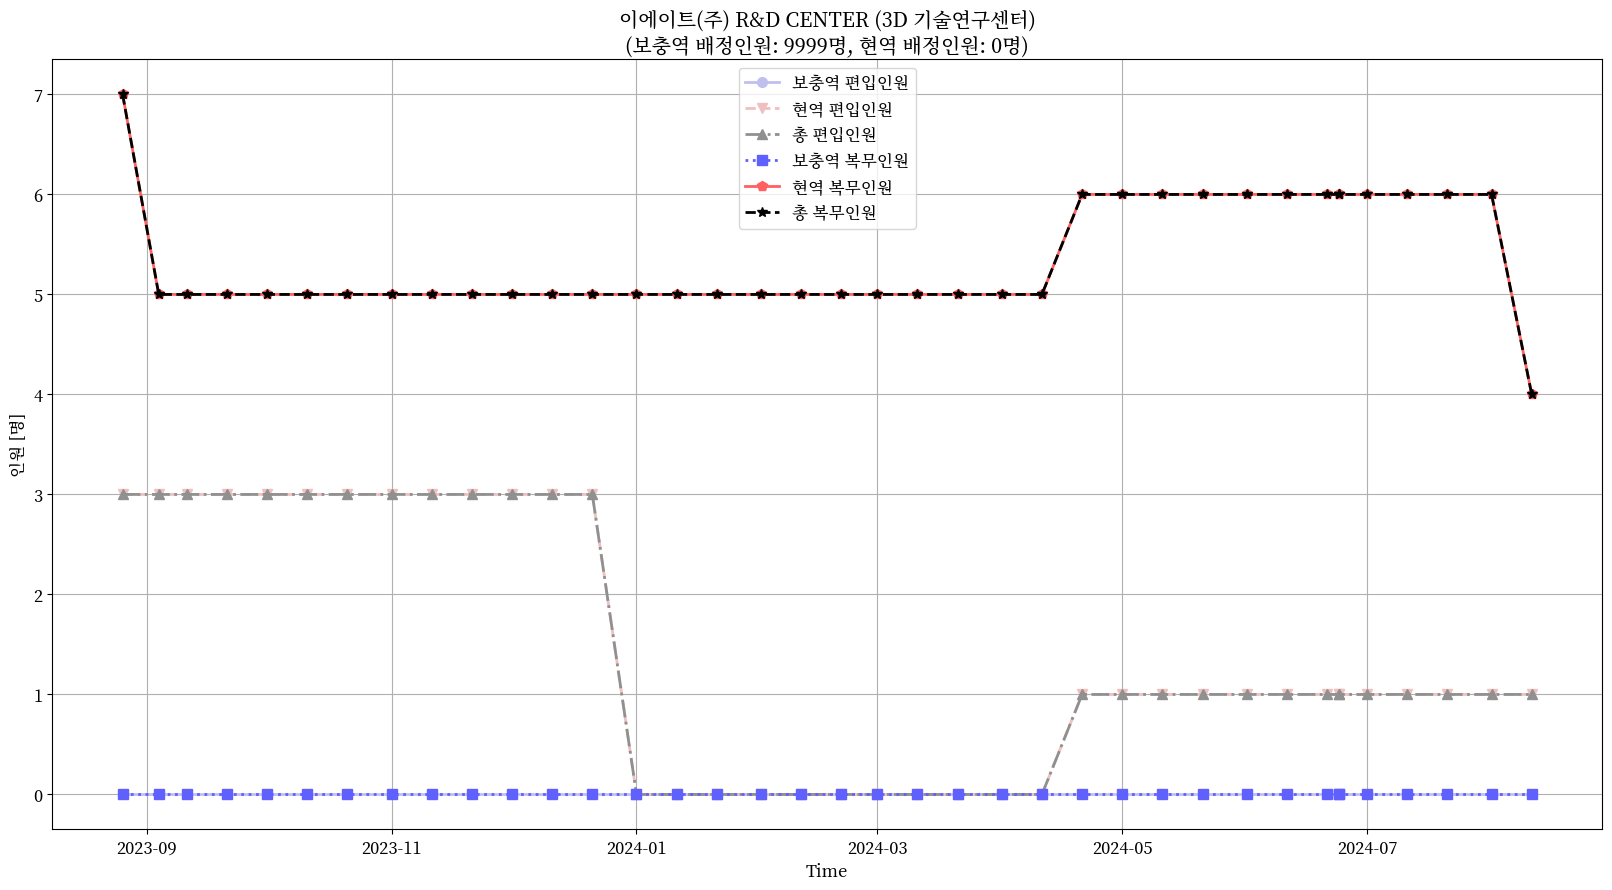 이에이트(주) R&D CENTER (3D 기술연구센터)
(보충역 배정인원: 9999명, 현역 배정인원: 0명)
보충역 편입인원
현역 편입인원
총 편입인원
보충역 복무인원
현역 복무인원
총 복무인원
인원 [명]
7
6
5
4
3
2
1
0
2023-09
2023-11
2024-01
2024-03
2024-05
2024-07
Time